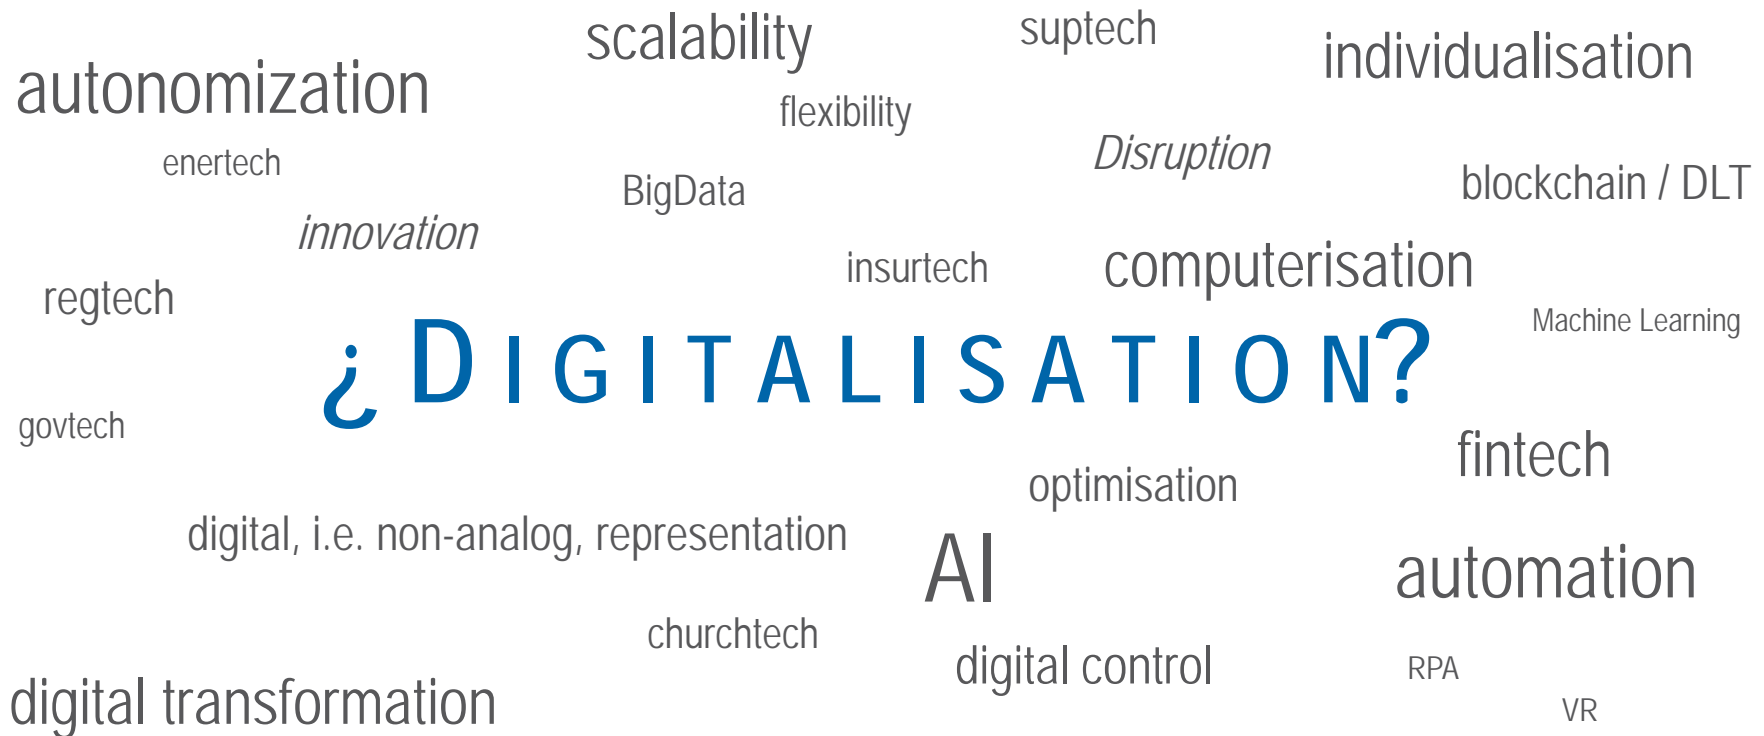 scalability
suptech
individualisation
autonomization
flexibility
Disruption
enertech
BigData
blockchain / DLT
innovation
insurtech
computerisation
regtech
Machine Learning
¿DIGITALISATION?
govtech
fintech
optimisation
digital, i.e. non-analog, representation
AI
automation
churchtech
digital control
RPA
digital transformation
VR